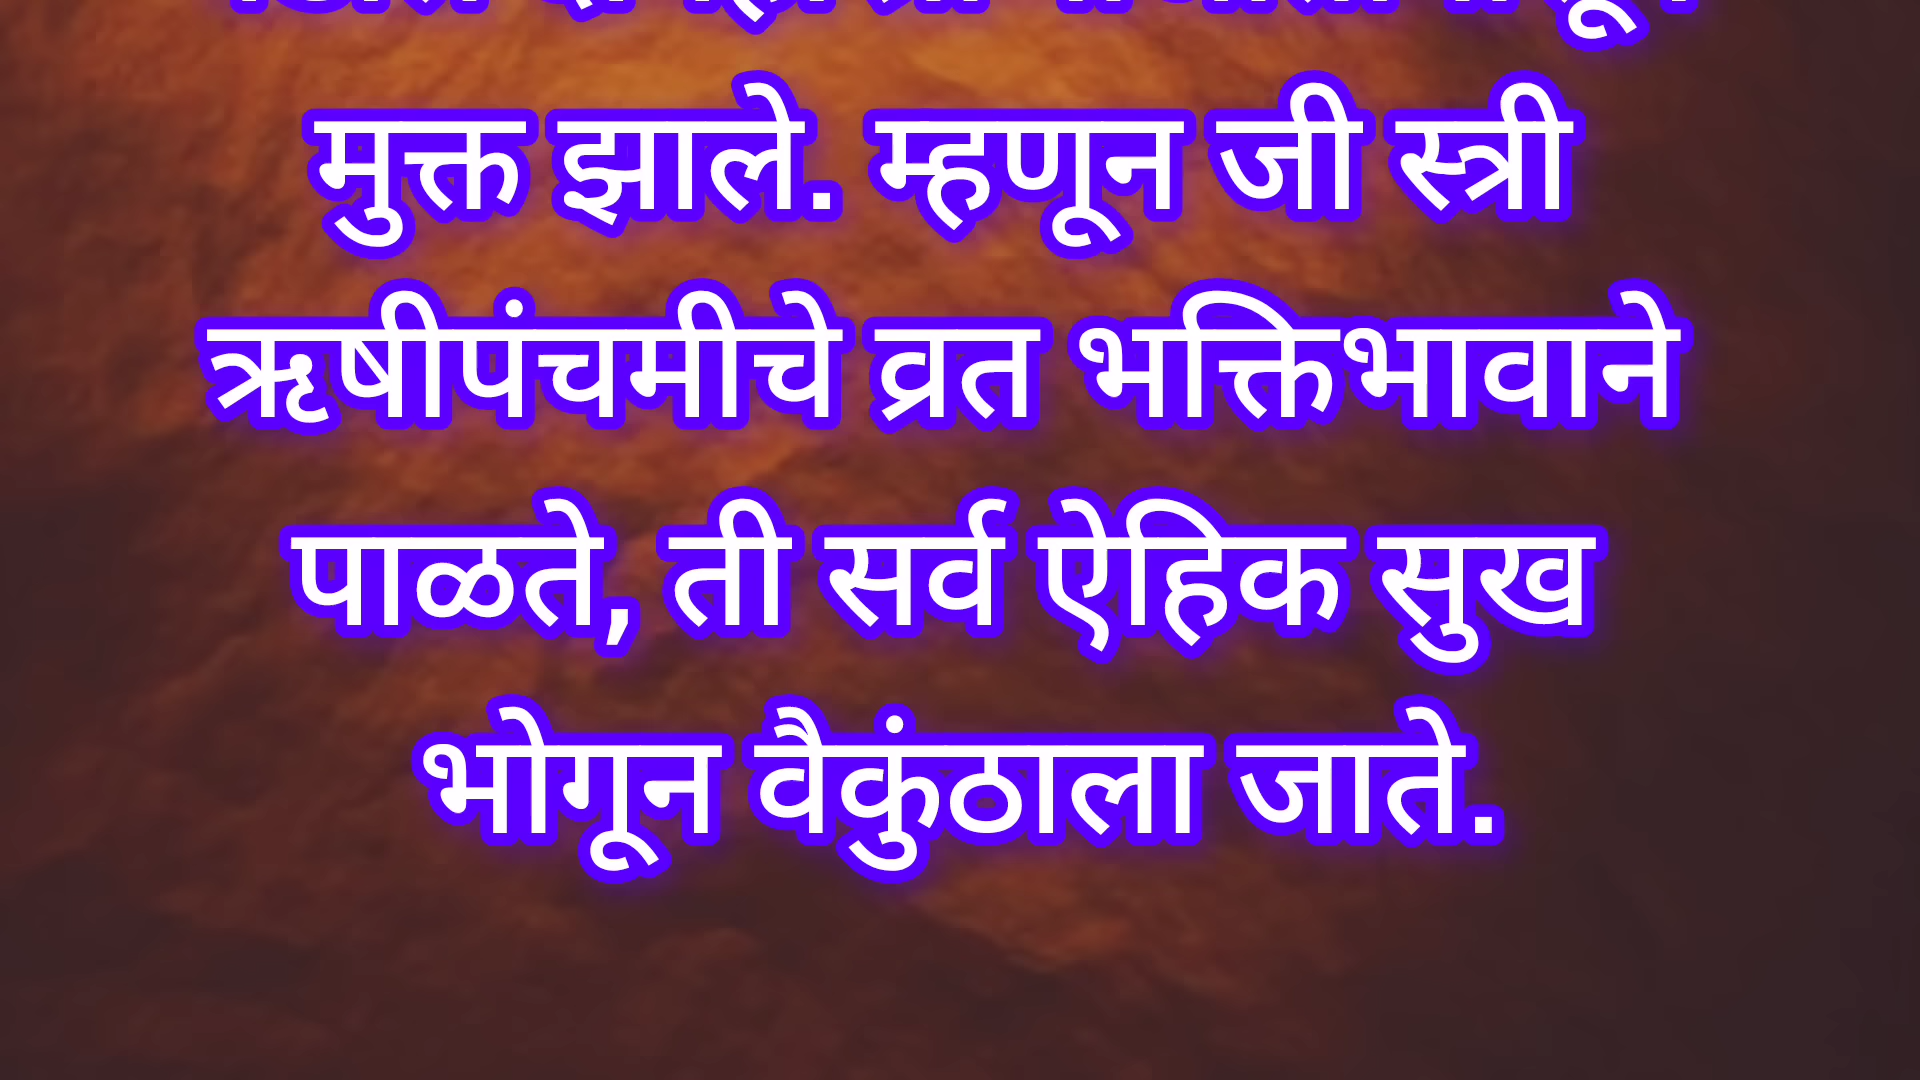 मुक्त झाले. म्हणून जी स्त्री
ऋषीपंचमीचे व्रत भक्तिभावाने
पाळते, ती सर्व ऐहिक सुख
भोगून वैकुंठाला जाते.